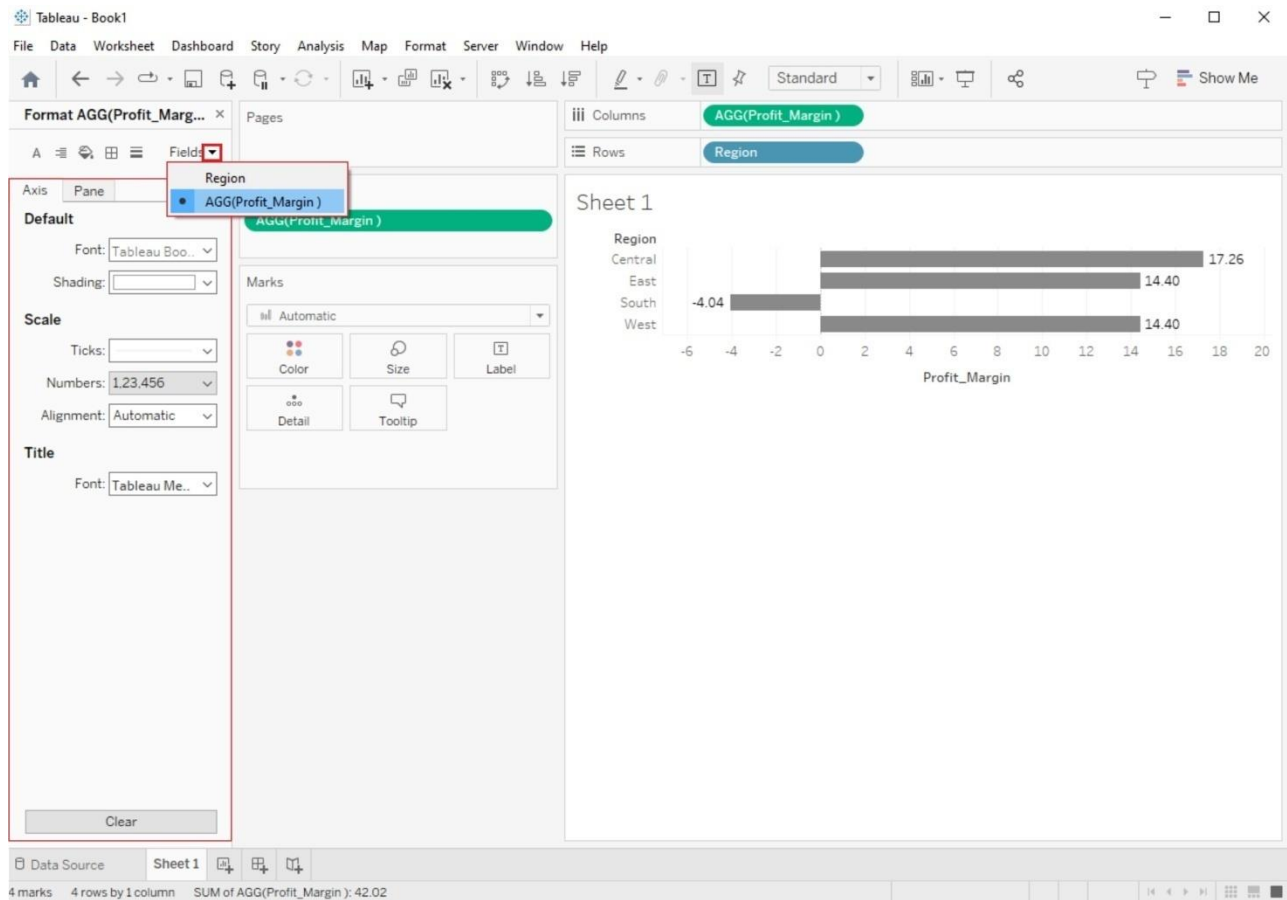 Tableau - Book1
File Data Worksheet Dashboard Story Analysis Map Format Server Window Help
Standard
Show Me
Format AGG(Profit_Marg...
Fields
Region
AGG(Profit_Margin )
Axis Pane
Default
Font: Tableau Boo..
Shading:
Scale
Ticks:
Numbers: 1,23,456
Alignment: Automatic
Title
Font: Tableau Me..
Clear
Pages
AGG(Profit_Margin )
Marks
Automatic
Color Size Label
Detail Tooltip
Columns AGG(Profit_Margin )
Rows Region
Sheet 1
Region
Central 17.26
East 14.40
South -4.04
West 14.40
-6 -4 -2 0 2 4 6 8 10 12 14 16 18 20
Profit_Margin
Data Source Sheet 1
4 marks 4 rows by 1 column SUM of AGG(Profit_Margin ): 42.02